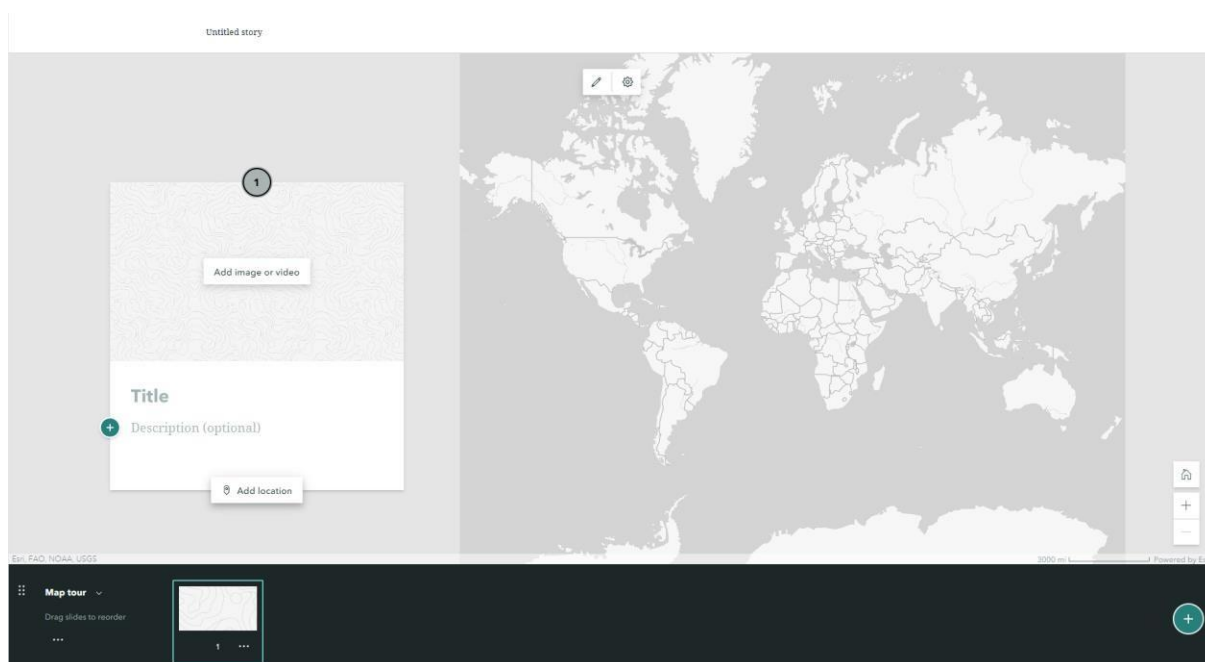 Untitled story
1
Add image or video
Title
Description (optional)
Add location
Esri, FAO, NOAA, USGS
3000 mi
Powered by Es
Map tour
Drag slides to reorder
1